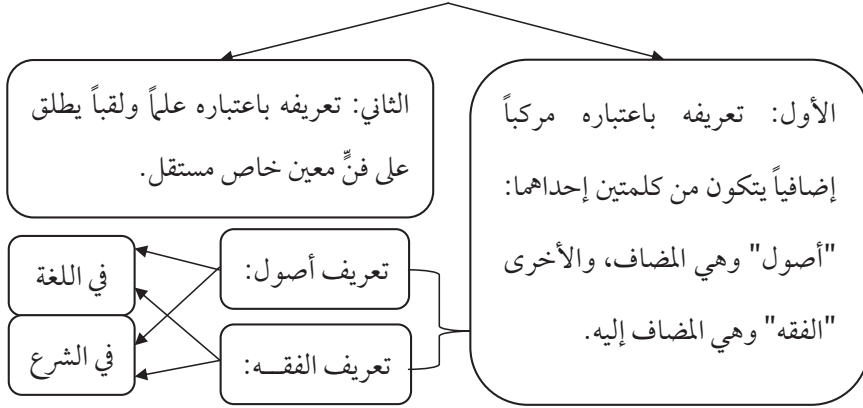 الأول: تعريفه باعتباره مركباً
إضافياً يتكون من كلمتين إحداهما:
"أصول" وهي المضاف، والأخرى
"الفقه" وهي المضاف إليه.
الثاني: تعريفه باعتباره علماً ولقباً يطلق
على فنٍّ معين خاص مستقل.
تعريف أصول:
في اللغة
تعريف الفقـــه:
في الشرع